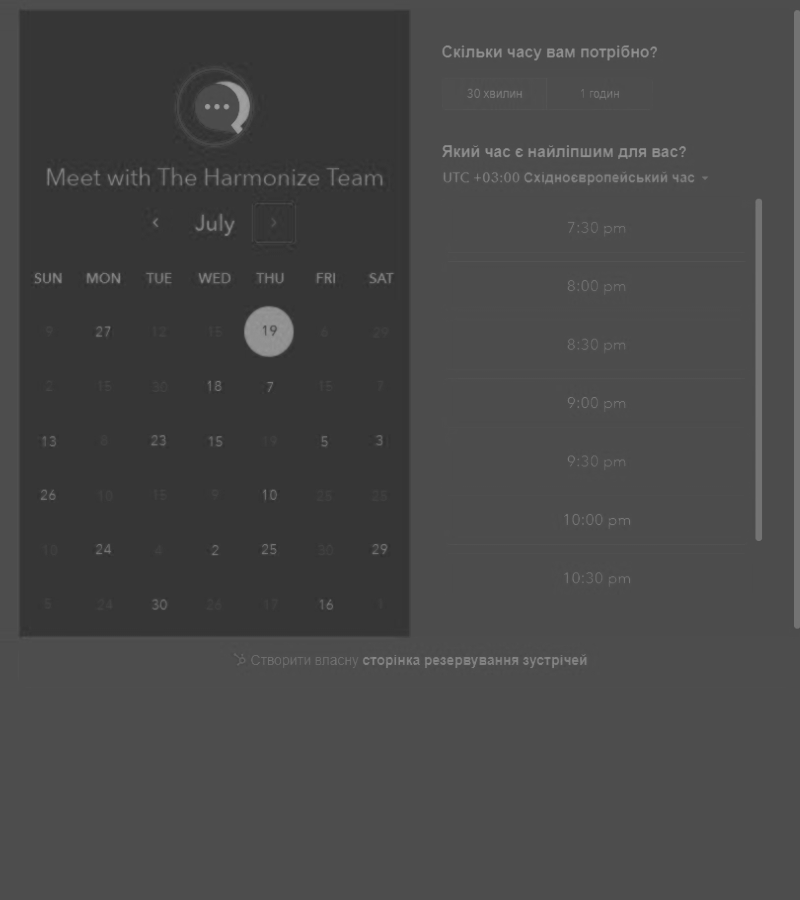 Meet with The Harmonize Team
July
SUN MON TUE WED THU FRI SAT
9 27 12 15 19 6 29
2 15 30 18 7 15 7
13 23 15 19 5 3
26 10 15 9 10 25 25
10 24 4 2 25 30 29
5 24 30 26 17 16 1
Скільки часу вам потрібно?
30 хвилин 1 годин
Який час є найліпшим для вас?
UTC +03:00 Східноєвропейський час
7:30 pm
8:00 pm
8:30 pm
9:00 pm
9:30 pm
10:00 pm
10:30 pm
Створити власну сторінка резервування зустрічей